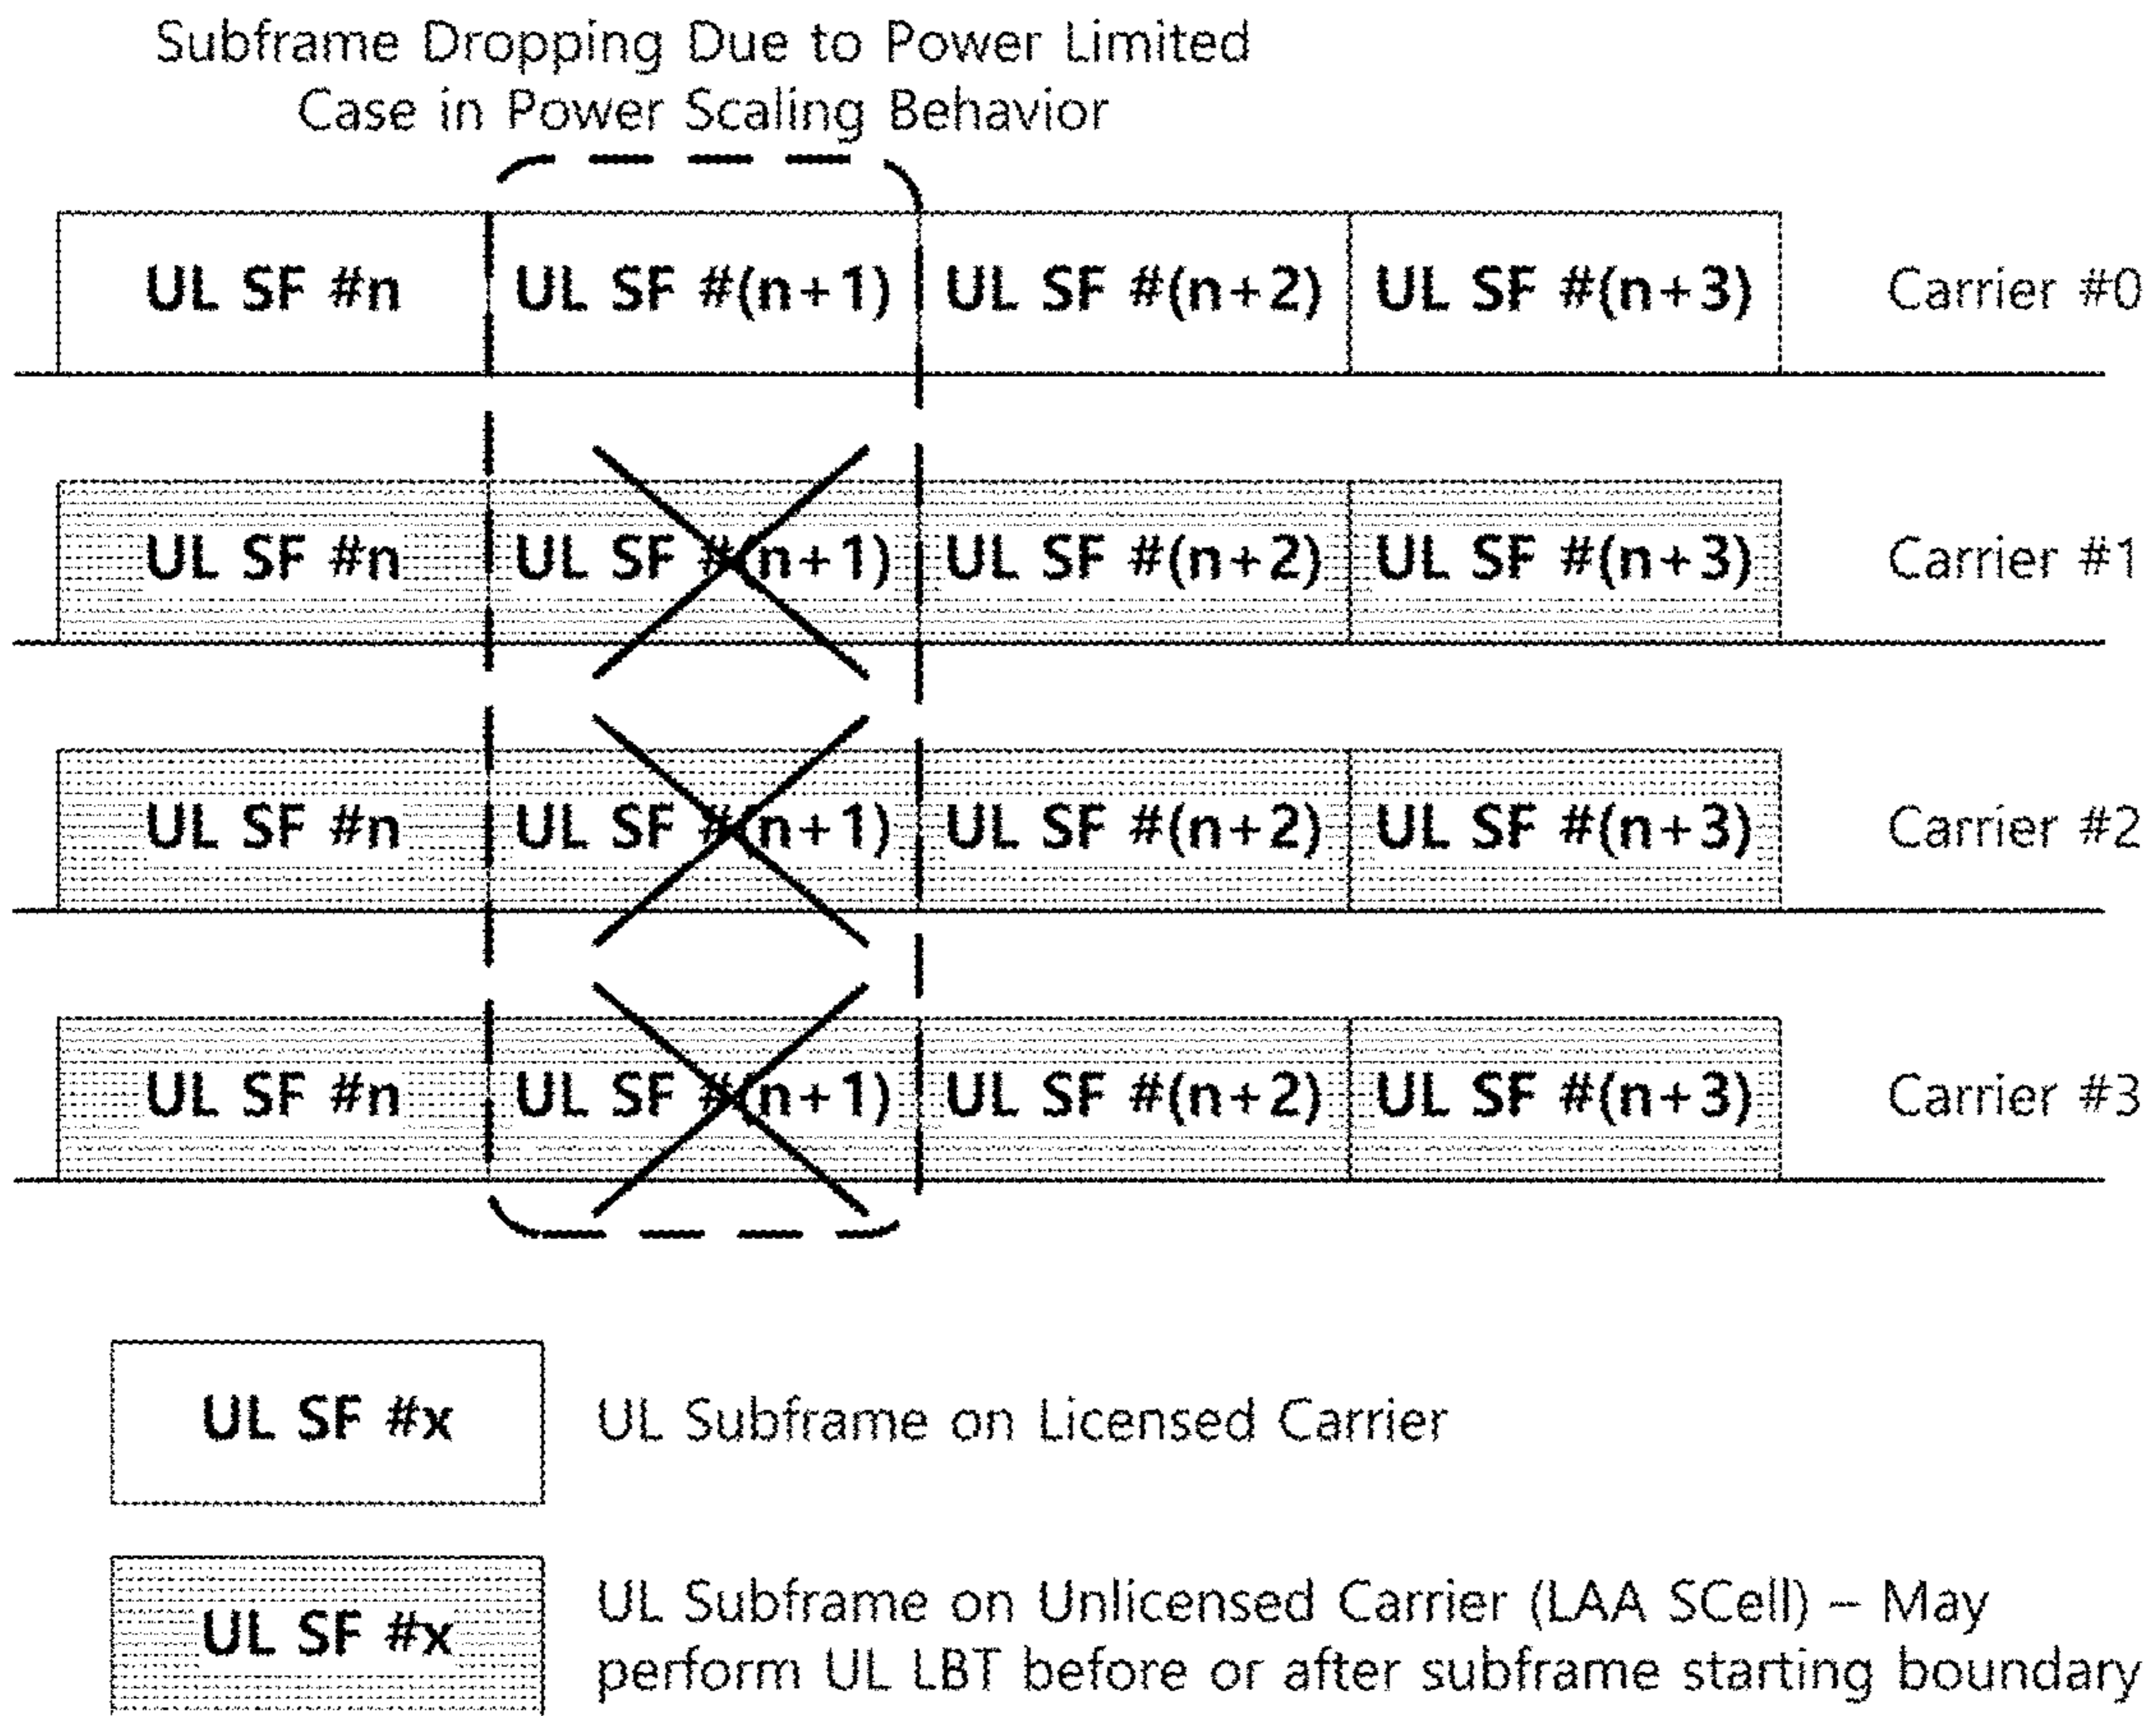 Subframe Dropping Due to Power Limited
Case in Power Scaling Behavior
UL SF #n UL SF #(n+1) UL SF #(n+2) UL SF #(n+3) Carrier #0
UL SF #n UL SF #(n+1) UL SF #(n+2) UL SF #(n+3) Carrier #1
UL SF #n UL SF #(n+1) UL SF #(n+2) UL SF #(n+3) Carrier #2
UL SF #n UL SF #(n+1) UL SF #(n+2) UL SF #(n+3) Carrier #3
UL SF #x UL Subframe on Licensed Carrier
UL SF #x
UL Subframe on Unlicensed Carrier (LAA SCell) – May
perform UL LBT before or after subframe starting boundary